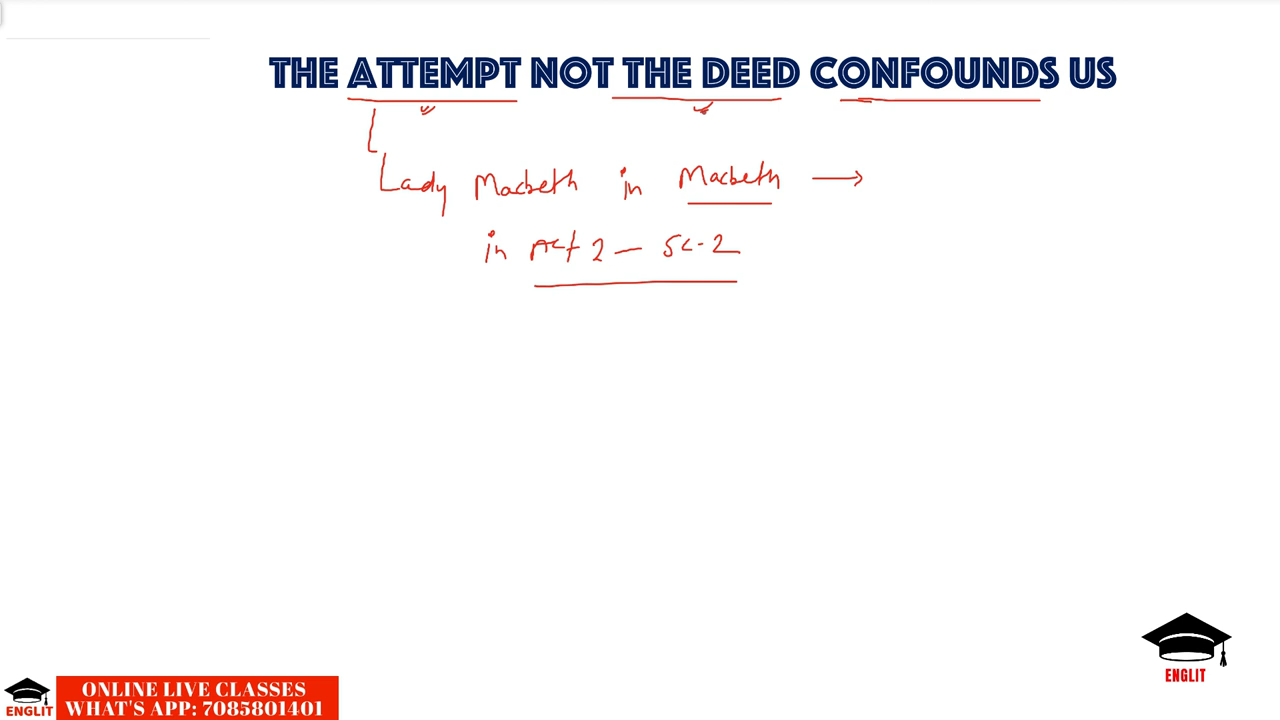 THE ATTEMPT NOT THE DEED CONFOUNDS US
Lady Macbeth in Macbeth →
in Act 2 — Sc-2
ENGLIT
ENGLIT
ONLINE LIVE CLASSES
WHAT'S APP: 7085801401